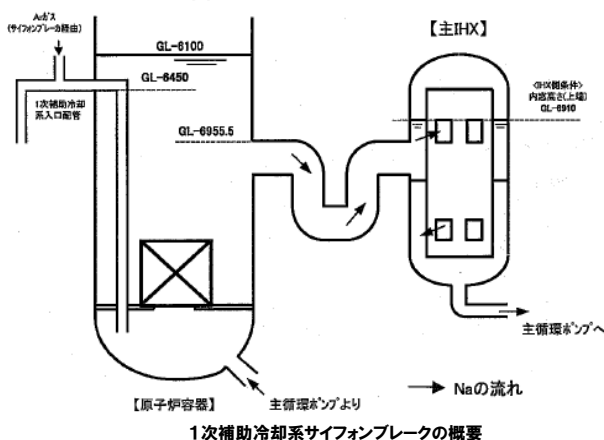 Arガス
(サイフォンブレーカ経由)
【主IHX】
GL-6100
GL-6450
1次補助冷却
系入口配管
GL-6955.5
<IHX側条件>
内窓高さ(上端)
GL-6910
主循環ポンプへ
【原子炉容器】
主循環ポンプより
Naの流れ
1次補助冷却系サイフォンブレークの概要